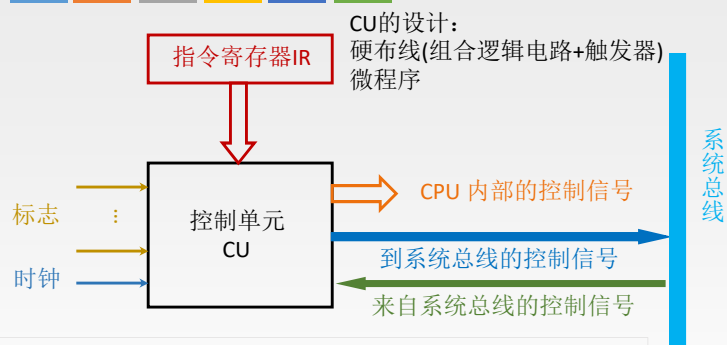 CU的设计：
硬布线(组合逻辑电路+触发器)
微程序
指令寄存器IR
系统总线
标志
⋮
控制单元
CU
CPU 内部的控制信号
到系统总线的控制信号
时钟
来自系统总线的控制信号